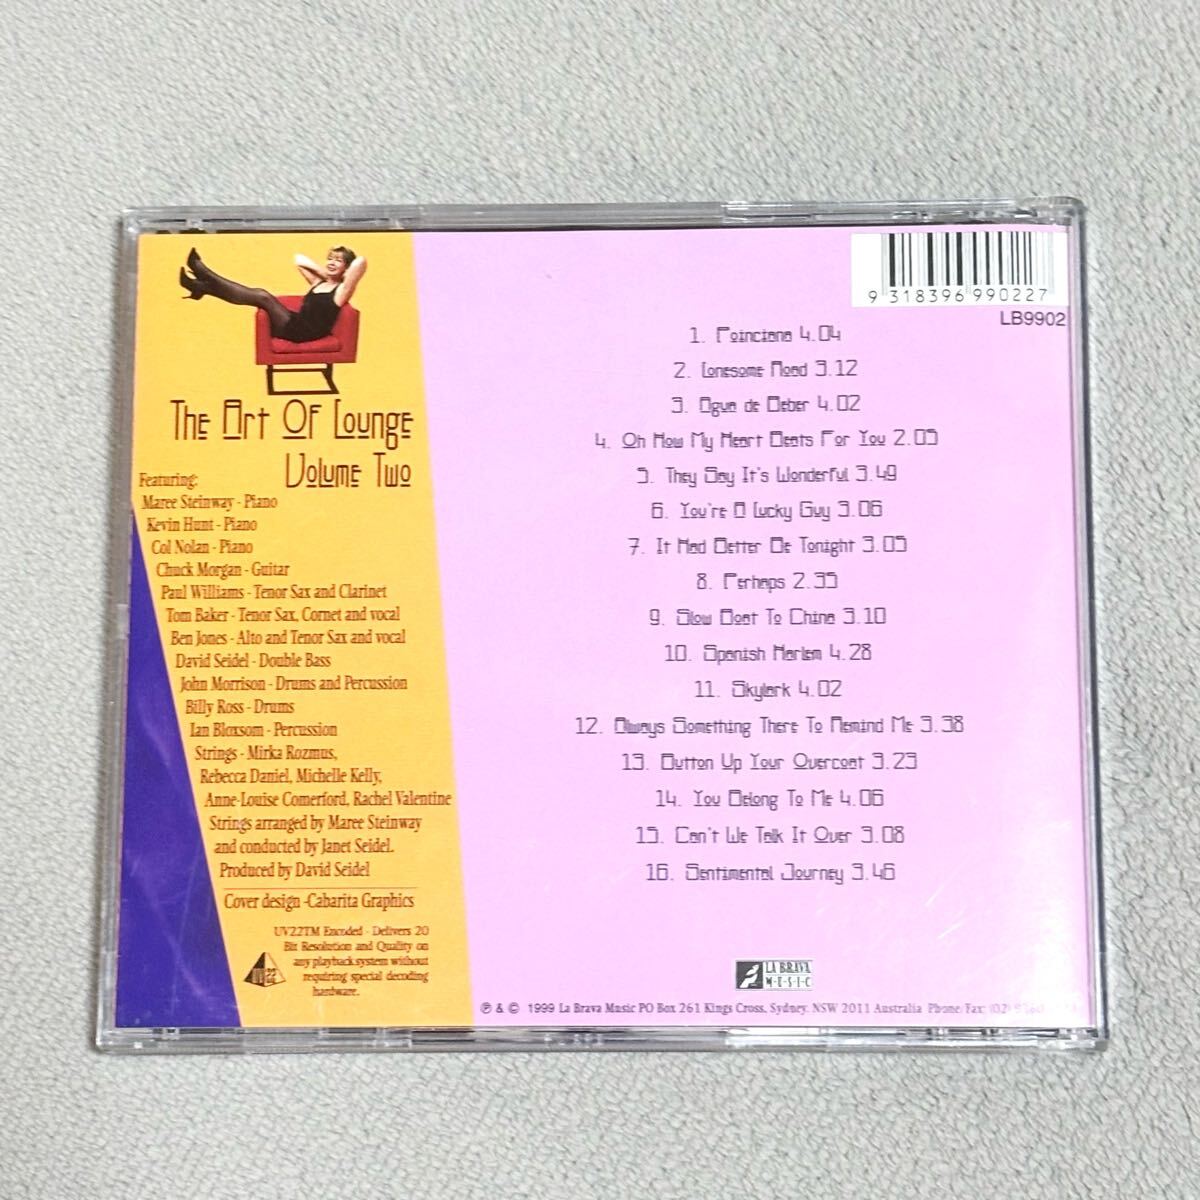 The Art Of Lounge
Volume Two
Featuring:
Maree Steinway - Piano
Kevin Hunt - Piano
Col Nolan - Piano
Chuck Morgan - Guitar
Paul Williams - Tenor Sax and Clarinet
Tom Baker - Tenor Sax, Cornet and vocal
Ben Jones - Alto and Tenor Sax and vocal
David Seidel - Double Bass
John Morrison - Drums and Percussion
Billy Ross - Drums
Ian Bloxsom - Percussion
Strings - Mirka Rozmus,
Rebecca Daniel, Michelle Kelly,
Anne-Louise Comerford, Rachel Valentine
Strings arranged by Maree Steinway
and conducted by Janet Seidel.
Produced by David Seidel
Cover design -Cabarita Graphics
UV22TM Encoded - Delivers 20
Bit Resolution and Quality on
any playback system without
requiring special decoding
hardware.
UV22
9 318396 990227
LB9902
1. Poinciana 4.04
2. Lonesome Road 3.12
3. Agua de Beber 4.02
4. Oh How My Heart Beats For You 2.05
5. They Say It's Wonderful 3.49
6. You're A Lucky Guy 3.06
7. It Had Better Be Tonight 3.05
8. Perhaps 2.35
9. Slow Boat To China 3.10
10. Spanish Harlem 4.28
11. Skylark 4.02
12. Always Something There To Remind Me 3.38
13. Button Up Your Overcoat 3.23
14. You Belong To Me 4.06
15. Can't We Talk It Over 3.08
16. Sentimental Journey 3.46
LA BRAVA
M·U·S·I·C
℗ & © 1999 La Brava Music PO Box 261 Kings Cross, Sydney. NSW 2011 Australia Phone/Fax: (02)